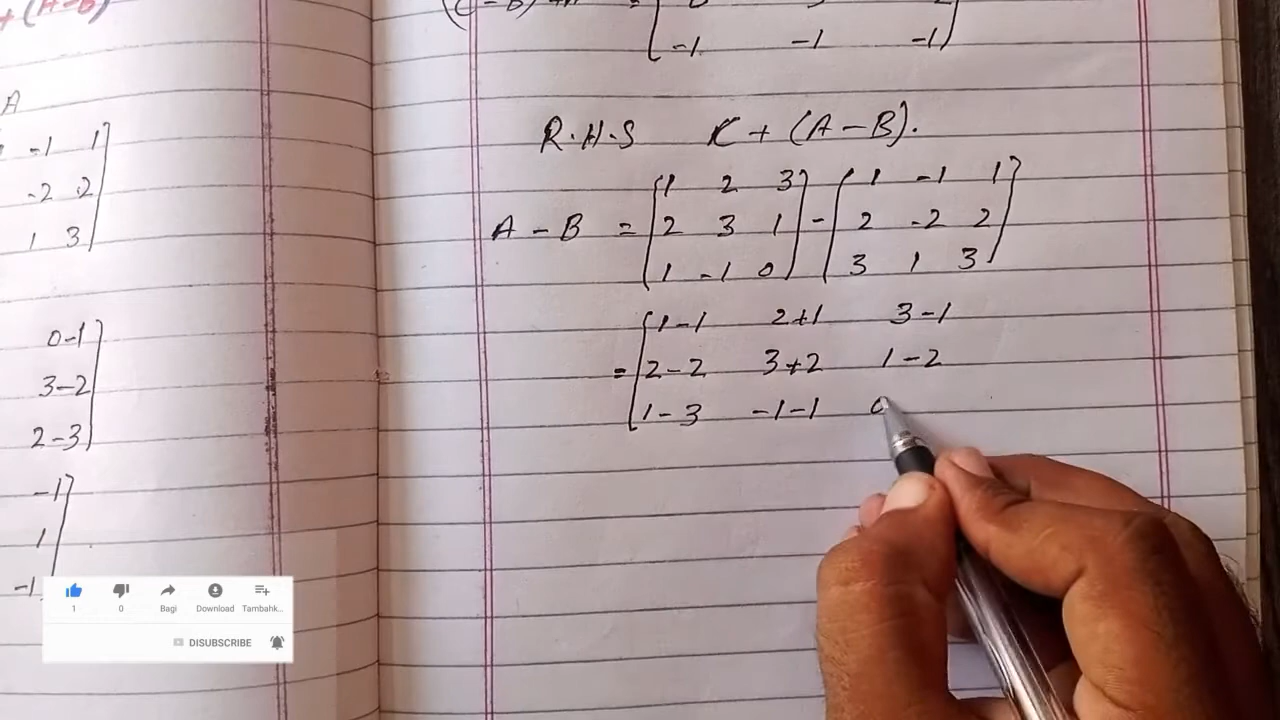 + (A-B)
A
-1 1
-2 2
1 3
0-1
3-2
2-3
-1
1
-1
-1 -1 -1
R.H.S C + (A - B).
A - B = [1 2 3] - [1 -1 1]
[2 3 1] [2 -2 2]
[1 -1 0] [3 1 3]
= [1-1 2+1 3-1
2-2 3+2 1-2
1-3 -1-1 0
1 0 Bagi Download Tambahk...
DISUBSCRIBE